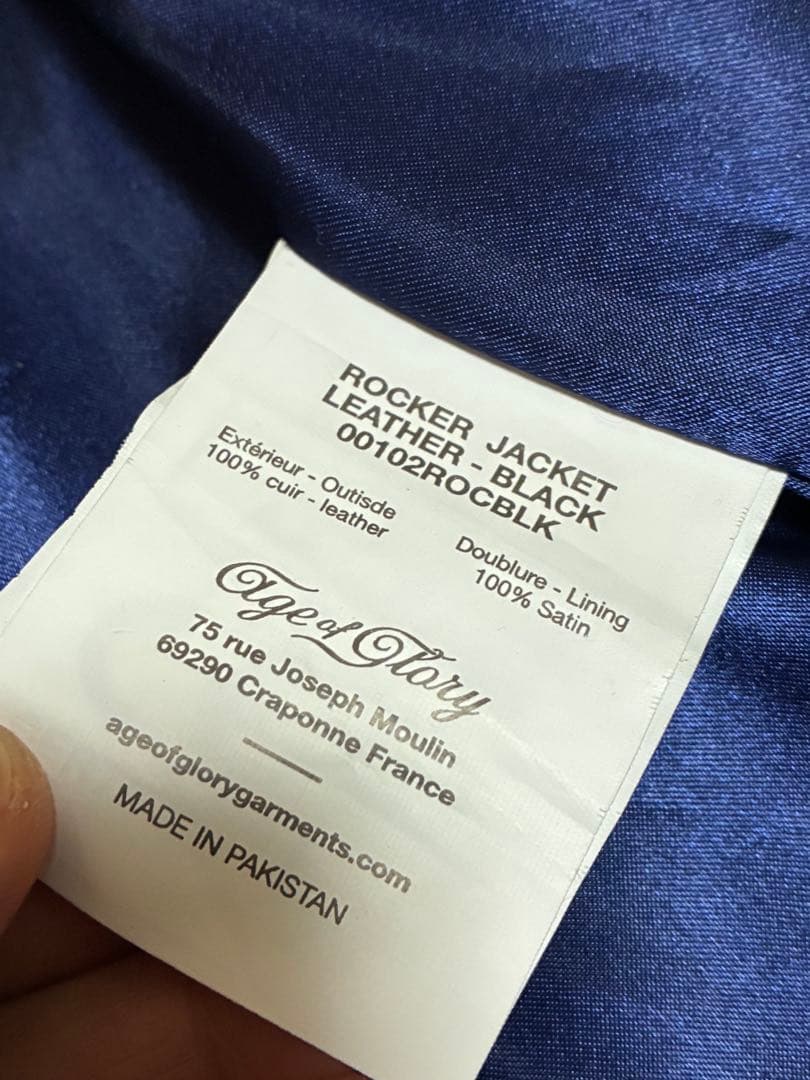 ROCKER JACKET
LEATHER - BLACK
00102ROCBLK
Extérieur - Outisde
100% cuir - leather
Doublure - Lining
100% Satin
Age of Glory
75 rue Joseph Moulin
69290 Craponne France
ageofglorygarments.com
MADE IN PAKISTAN